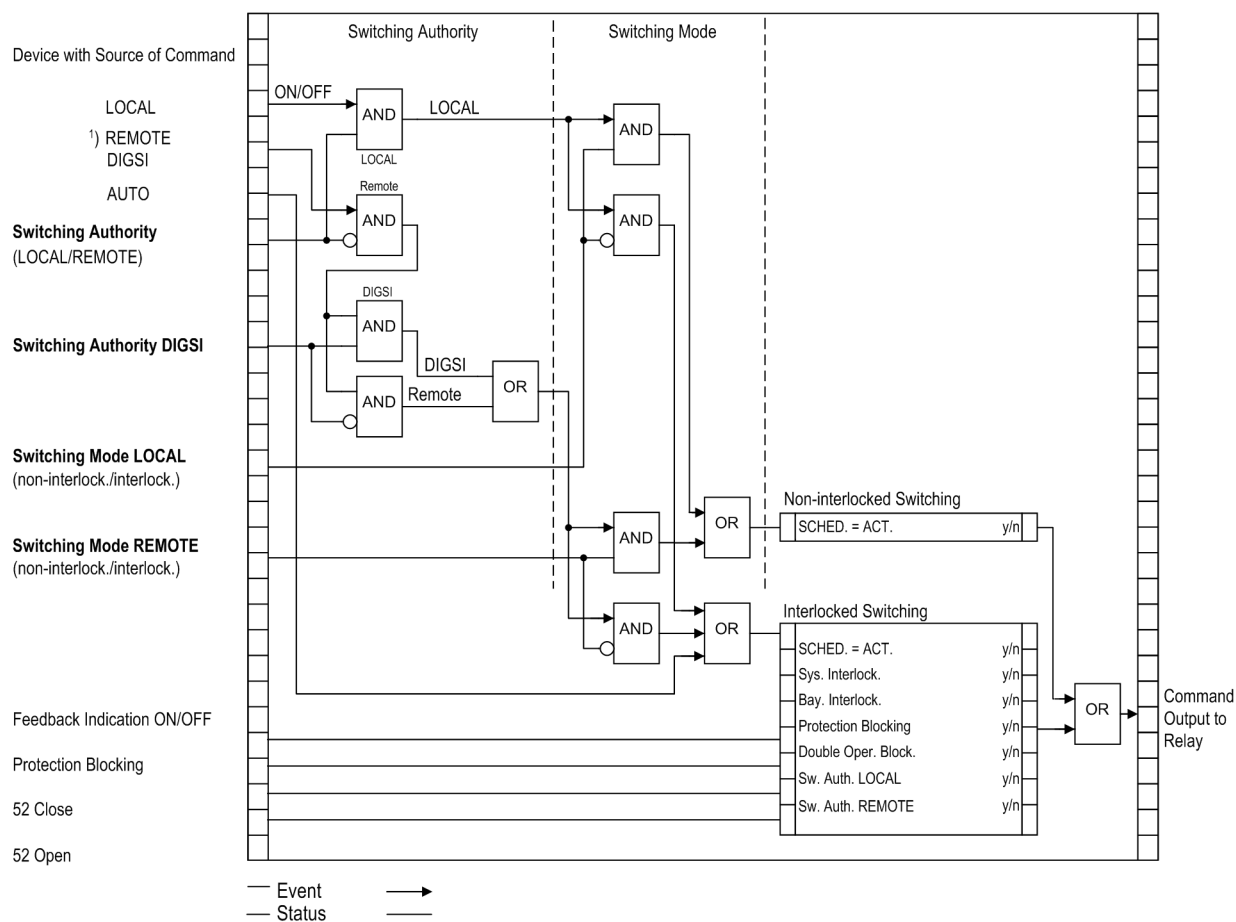 Switching Authority
Switching Mode
Device with Source of Command
ON/OFF
LOCAL
1) REMOTE
DIGSI
AUTO
Switching Authority
(LOCAL/REMOTE)
Switching Authority DIGSI
Switching Mode LOCAL
(non-interlock./interlock.)
Switching Mode REMOTE
(non-interlock./interlock.)
Feedback Indication ON/OFF
Protection Blocking
52 Close
52 Open
AND
LOCAL
LOCAL
Remote
AND
DIGSI
AND
DIGSI
AND
Remote
OR
AND
AND
AND
OR
AND
OR
Non-interlocked Switching
SCHED. = ACT. y/n
Interlocked Switching
SCHED. = ACT. y/n
Sys. Interlock. y/n
Bay. Interlock. y/n
Protection Blocking y/n
Double Oper. Block. y/n
Sw. Auth. LOCAL y/n
Sw. Auth. REMOTE y/n
OR
Command
Output to
Relay
Event
Status